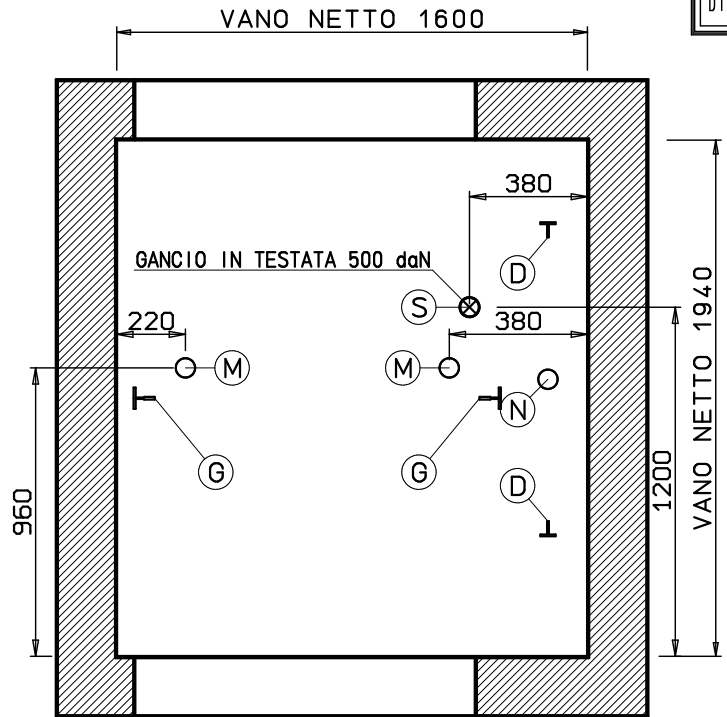 VANO NETTO 1600
380
GANCIO IN TESTATA 500 daN
D
S
220
380
M
M
N
G
G
D
960
1200
VANO NETTO 1940